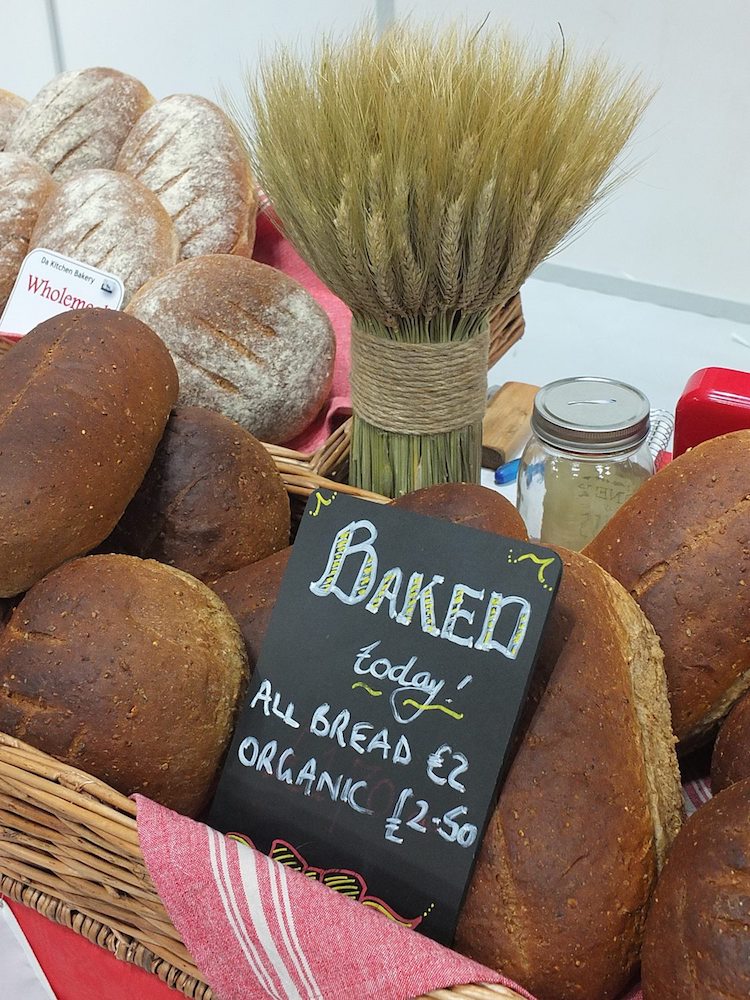 Da Kitchen Bakery
Wholeme
BAKED
today!
ALL BREAD £2
ORGANIC £2-50